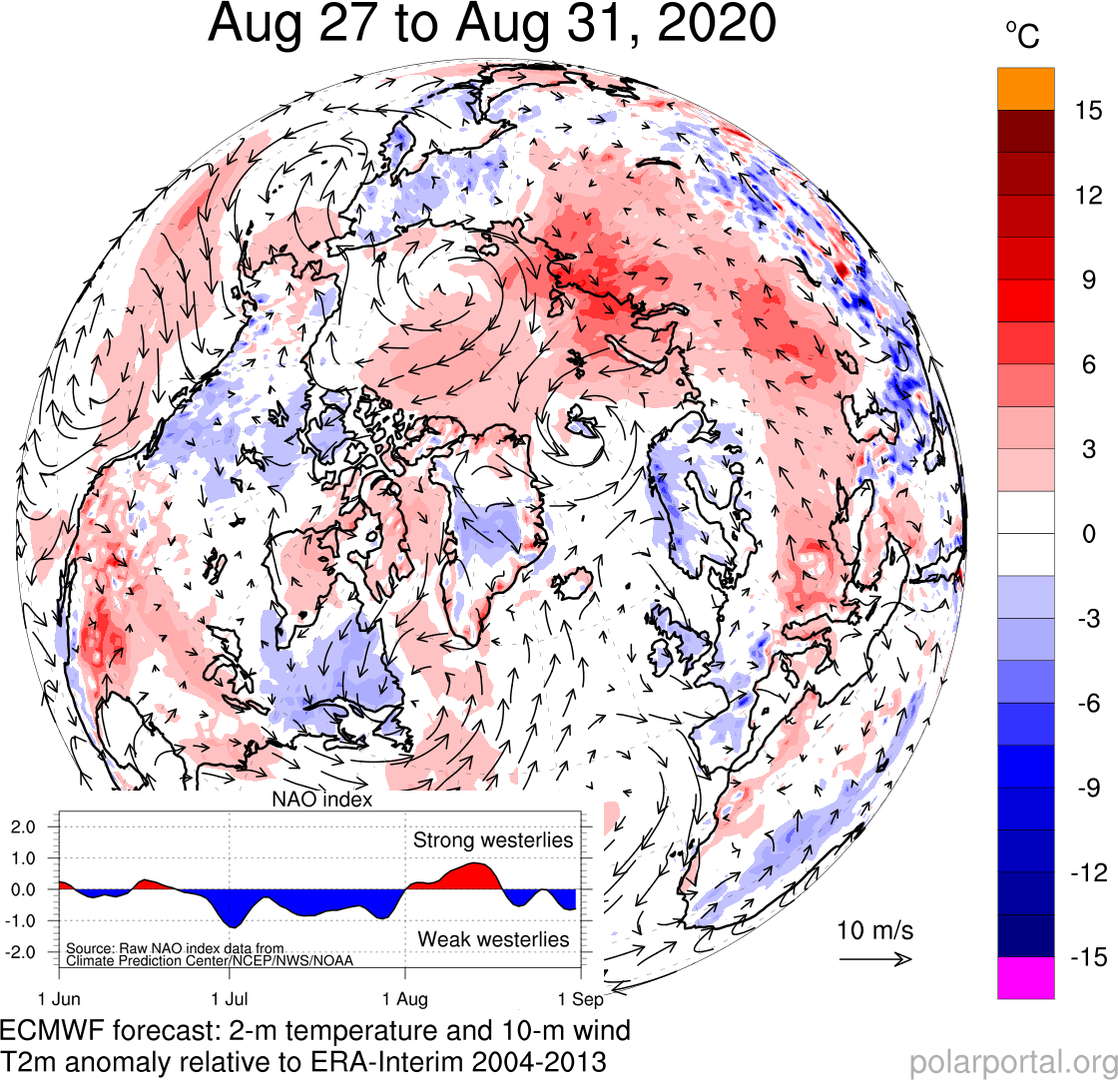 Aug 27 to Aug 31, 2020
oC
15
12
9
6
3
0
-3
-6
-9
-12
-15
10 m/s
NAO index
2.0
1.0
0.0
-1.0
-2.0
Strong westerlies
Weak westerlies
Source: Raw NAO index data from
Climate Prediction Center/NCEP/NWS/NOAA
1 Jun
1 Jul
1 Aug
1 Sep
ECMWF forecast: 2-m temperature and 10-m wind
T2m anomaly relative to ERA-Interim 2004-2013
polarportal.org